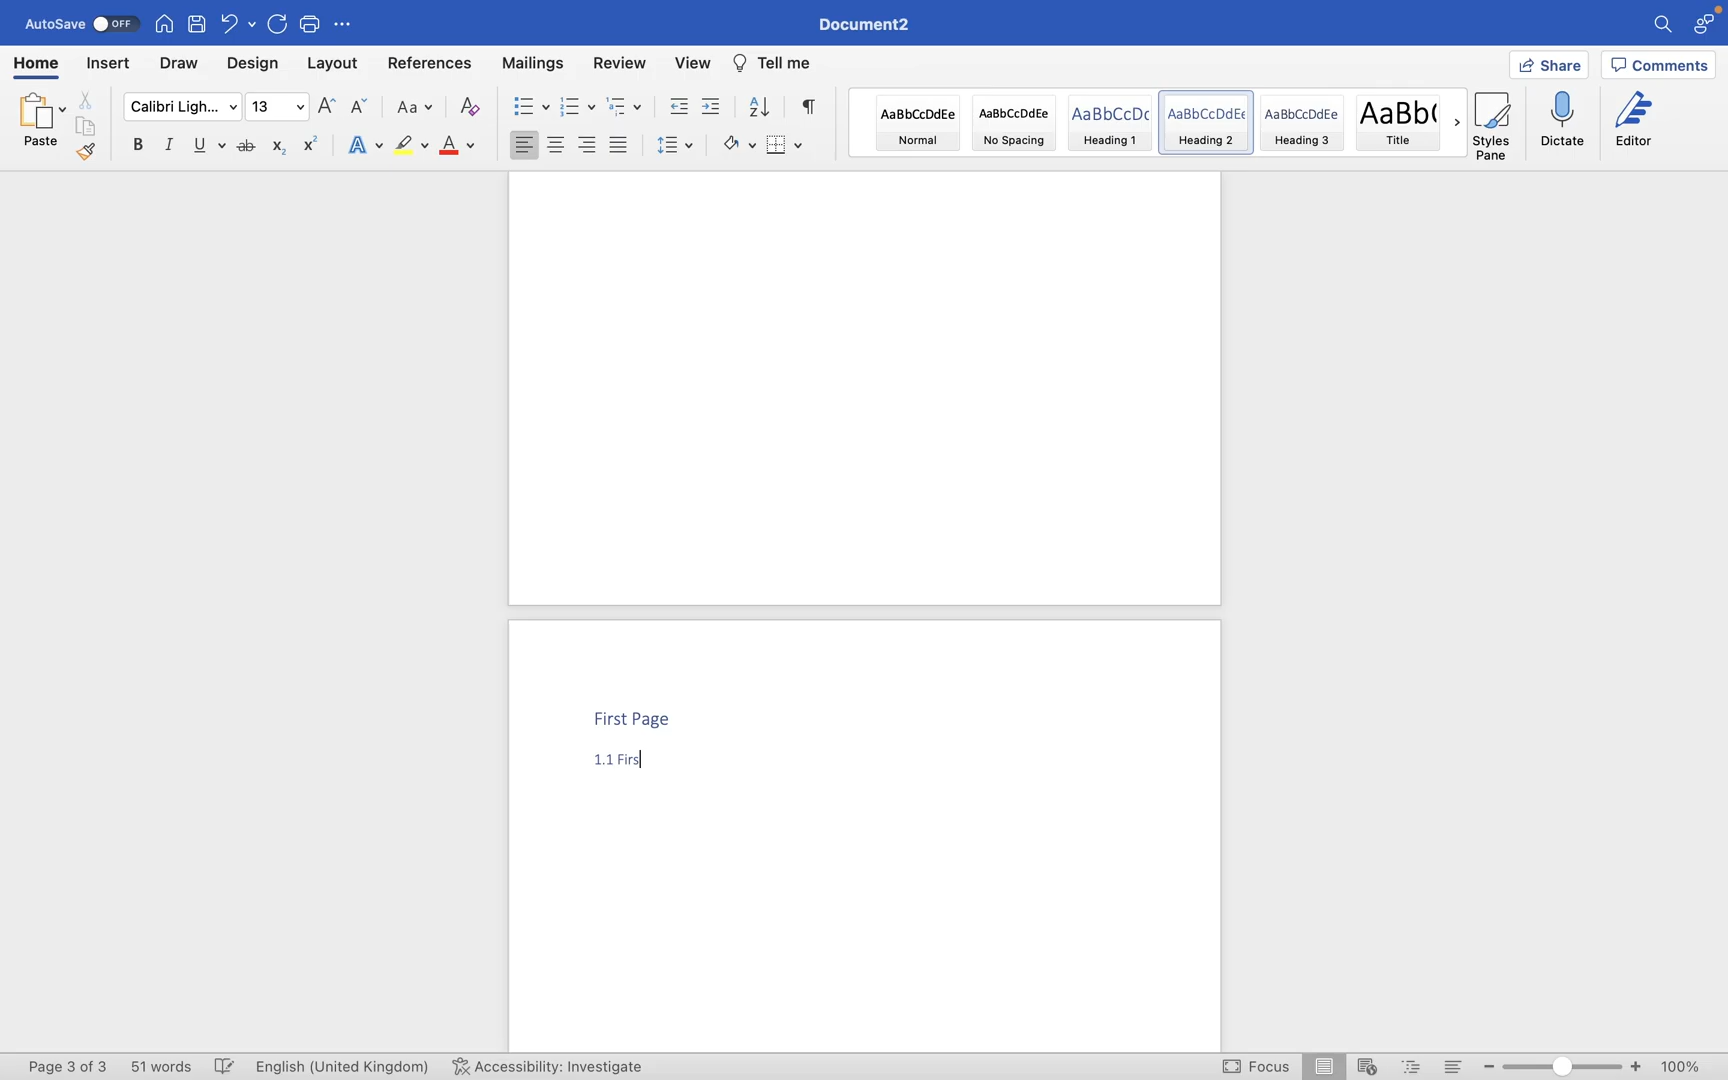 AutoSave OFF Document2
Home Insert Draw Design Layout References Mailings Review View Tell me Share Comments
Paste Calibri Ligh... 13 Aa
AaBbCcDdEe AaBbCcDdEe AaBbCcDc AaBbCcDdEe AaBbCcDdEe AaBb(
Normal No Spacing Heading 1 Heading 2 Heading 3 Title
Styles Pane Dictate Editor
First Page
1.1 Firs
Page 3 of 3 51 words English (United Kingdom) Accessibility: Investigate Focus 100%